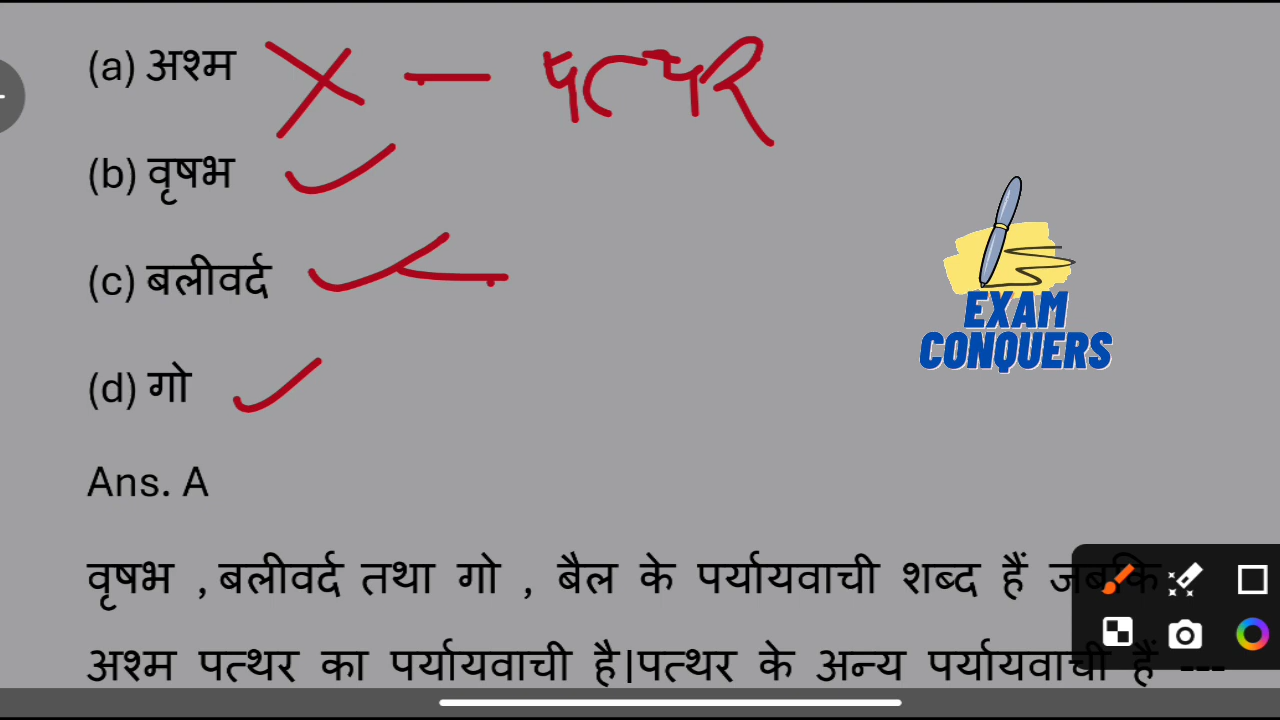 (a) अश्म – पत्थर
(b) वृषभ
(c) बलीवर्द
(d) गो
EXAM
CONQUERS
Ans. A
वृषभ , बलीवर्द तथा गो , बैल के पर्यायवाची शब्द हैं जबकि
अश्म पत्थर का पर्यायवाची है|पत्थर के अन्य पर्यायवाची हैं ---